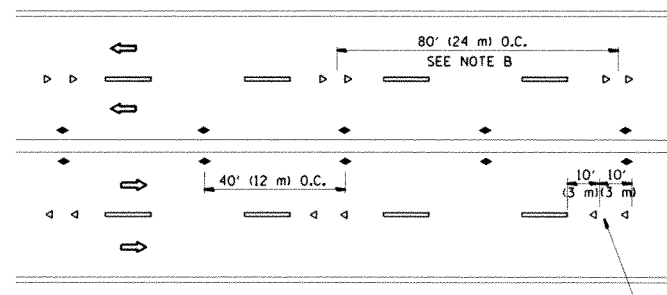 80' (24 m) O.C.
SEE NOTE B
40' (12 m) O.C.
10' 10'
(3 m) (3 m)